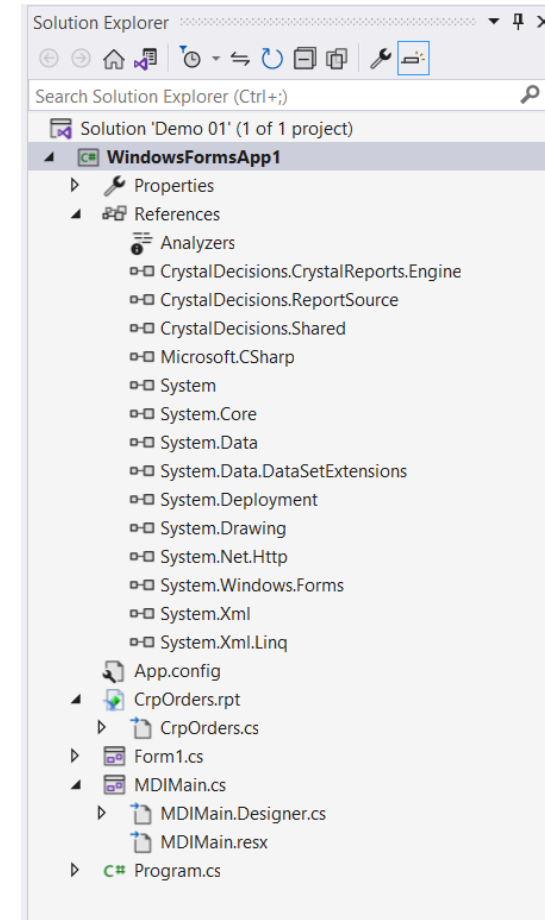 Solution Explorer
Search Solution Explorer (Ctrl+;)
Solution 'Demo 01' (1 of 1 project)
C# WindowsFormsApp1
Properties
References
Analyzers
CrystalDecisions.CrystalReports.Engine
CrystalDecisions.ReportSource
CrystalDecisions.Shared
Microsoft.CSharp
System
System.Core
System.Data
System.Data.DataSetExtensions
System.Deployment
System.Drawing
System.Net.Http
System.Windows.Forms
System.Xml
System.Xml.Linq
App.config
CrpOrders.rpt
CrpOrders.cs
Form1.cs
MDIMain.cs
MDIMain.Designer.cs
MDIMain.resx
C# Program.cs